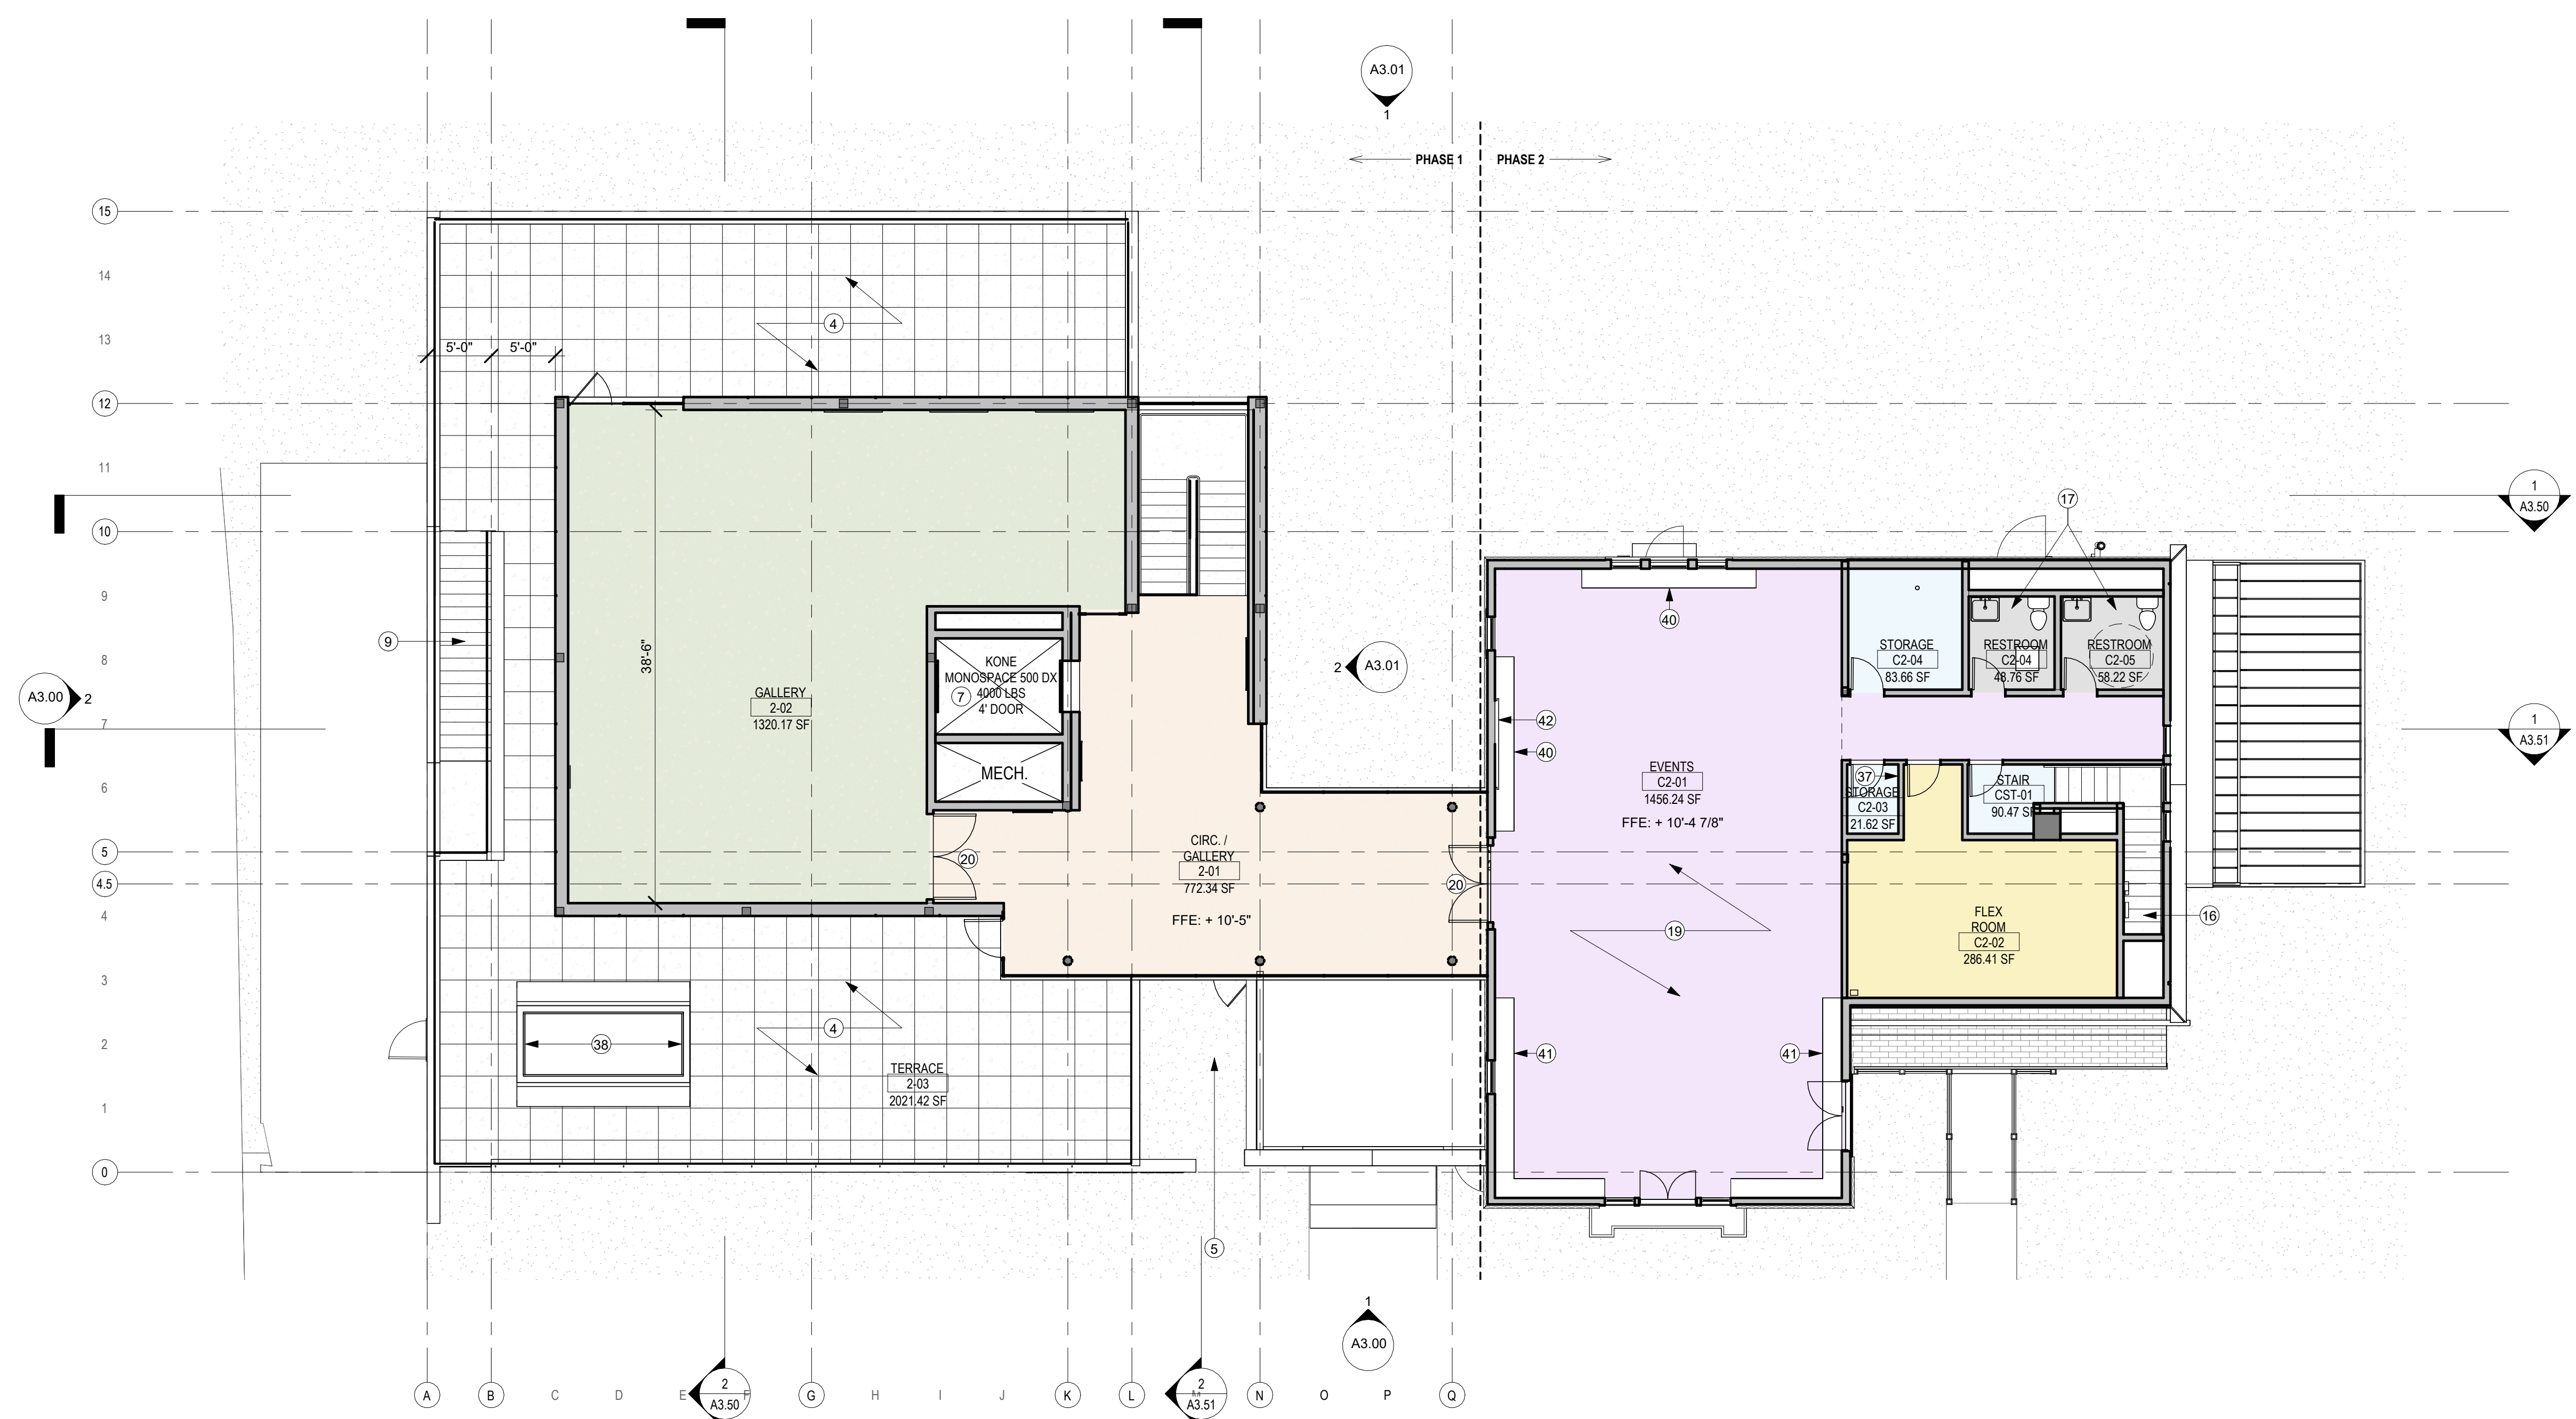 A3.01
1
PHASE 1
PHASE 2
15
14
4
13
5'-0"
5'-0"
12
11
10
1
A3.50
17
9
40
9
38'-6"
8
STORAGE
C2-04
83.66 SF
RESTROOM
C2-04
48.76 SF
RESTROOM
C2-05
58.22 SF
KONE
MONOSPACE 500 DX
4000 LBS
4' DOOR
7
2
A3.01
A3.00
2
GALLERY
2-02
1320.17 SF
7
42
40
1
A3.51
MECH.
6
EVENTS
C2-01
1456.24 SF
FFE: + 10'-4 7/8"
37
STORAGE
C2-03
21.62 SF
STAIR
CST-01
90.47 SF
5
20
CIRC. /
GALLERY
2-01
772.34 SF
FFE: + 10'-5"
20
4.5
4
19
FLEX
ROOM
C2-02
286.41 SF
16
3
4
2
38
41
41
TERRACE
2-03
2021.42 SF
1
0
5
1
A3.00
A
B
C
D
E
F
2
A3.50
G
H
I
J
K
L
M
2
A3.51
N
O
P
Q